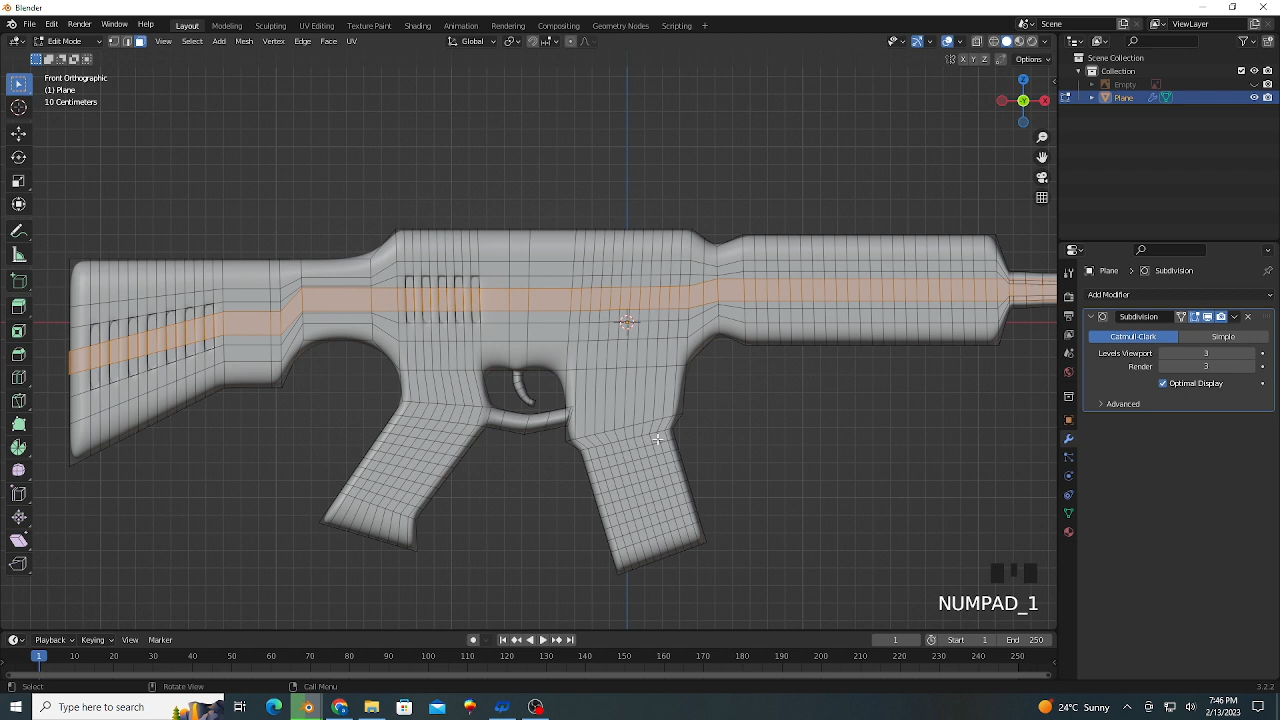 Blender
File Edit Render Window Help Layout Modeling Sculpting UV Editing Texture Paint Shading Animation Rendering Compositing Geometry Nodes Scripting + Scene ViewLayer
Edit Mode View Select Add Mesh Vertex Edges Face UV Global
X Y Z Options
Front Orthographic
(1) Plane
10 Centimeters
Z
Y
X
Scene Collection
Collection
Empty
Plane
Plane Subdivision
Add Modifier
Subdivision
Catmull-Clark Simple
Levels Viewport 3
Render 3
Optimal Display
Advanced
NUMPAD_1
Playback Keying View Marker 1 Start 1 End 250
1 10 20 30 40 50 60 70 80 90 100 110 120 130 140 150 160 170 180 190 200 210 220 230 240 250
Select Rotate View Call Menu 3.2.2
Type here to search
24°C Sunny
7:46 PM
2/13/2023